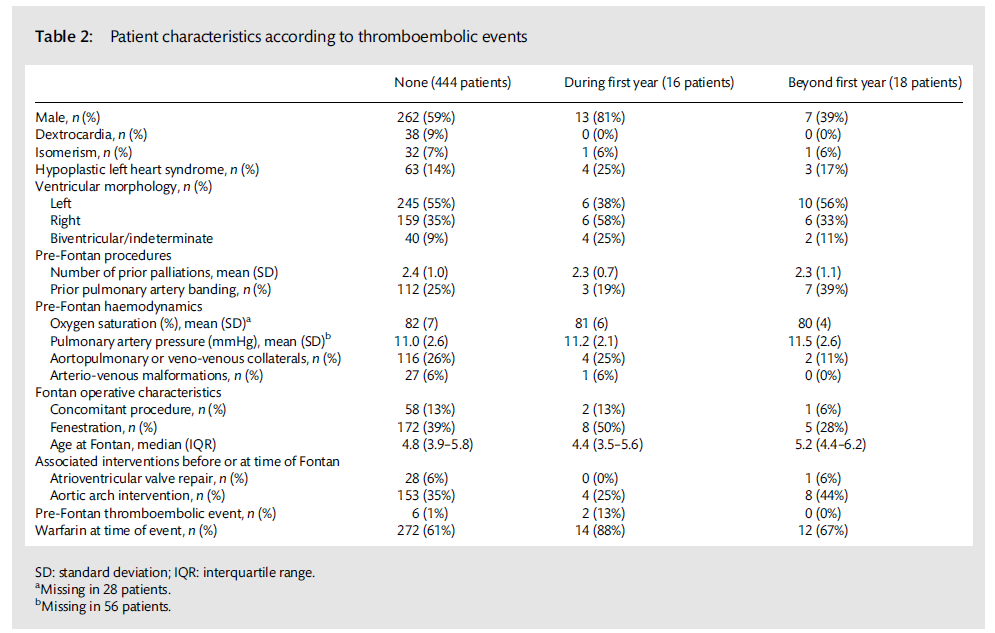 Table 2: Patient characteristics according to thromboembolic events
None (444 patients) During first year (16 patients) Beyond first year (18 patients)
Male, n (%) 262 (59%) 13 (81%) 7 (39%)
Dextrocardia, n (%) 38 (9%) 0 (0%) 0 (0%)
Isomerism, n (%) 32 (7%) 1 (6%) 1 (6%)
Hypoplastic left heart syndrome, n (%) 63 (14%) 4 (25%) 3 (17%)
Ventricular morphology, n (%)
Left 245 (55%) 6 (38%) 10 (56%)
Right 159 (35%) 6 (58%) 6 (33%)
Biventricular/indeterminate 40 (9%) 4 (25%) 2 (11%)
Pre-Fontan procedures
Number of prior palliations, mean (SD) 2.4 (1.0) 2.3 (0.7) 2.3 (1.1)
Prior pulmonary artery banding, n (%) 112 (25%) 3 (19%) 7 (39%)
Pre-Fontan haemodynamics
Oxygen saturation (%), mean (SD)a 82 (7) 81 (6) 80 (4)
Pulmonary artery pressure (mmHg), mean (SD)b 11.0 (2.6) 11.2 (2.1) 11.5 (2.6)
Aortopulmonary or veno-venous collaterals, n (%) 116 (26%) 4 (25%) 2 (11%)
Arterio-venous malformations, n (%) 27 (6%) 1 (6%) 0 (0%)
Fontan operative characteristics
Concomitant procedure, n (%) 58 (13%) 2 (13%) 1 (6%)
Fenestration, n (%) 172 (39%) 8 (50%) 5 (28%)
Age at Fontan, median (IQR) 4.8 (3.9–5.8) 4.4 (3.5–5.6) 5.2 (4.4–6.2)
Associated interventions before or at time of Fontan
Atrioventricular valve repair, n (%) 28 (6%) 0 (0%) 1 (6%)
Aortic arch intervention, n (%) 153 (35%) 4 (25%) 8 (44%)
Pre-Fontan thromboembolic event, n (%) 6 (1%) 2 (13%) 0 (0%)
Warfarin at time of event, n (%) 272 (61%) 14 (88%) 12 (67%)
SD: standard deviation; IQR: interquartile range.
aMissing in 28 patients.
bMissing in 56 patients.